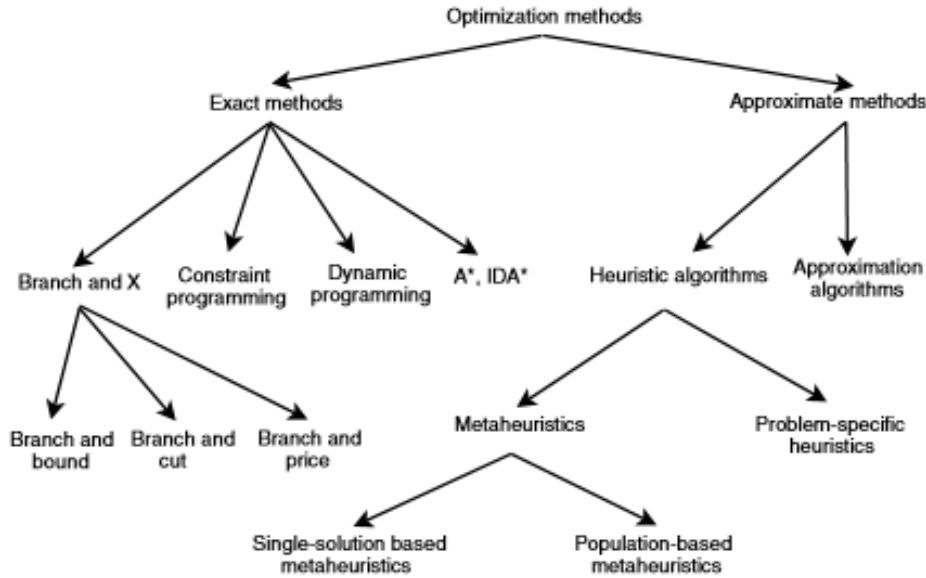 Optimization methods
Exact methods
Approximate methods
Branch and X
Constraint
programming
Dynamic
programming
A*, IDA*
Heuristic algorithms
Approximation
algorithms
Branch and
bound
Branch and
cut
Branch and
price
Metaheuristics
Problem-specific
heuristics
Single-solution based
metaheuristics
Population-based
metaheuristics